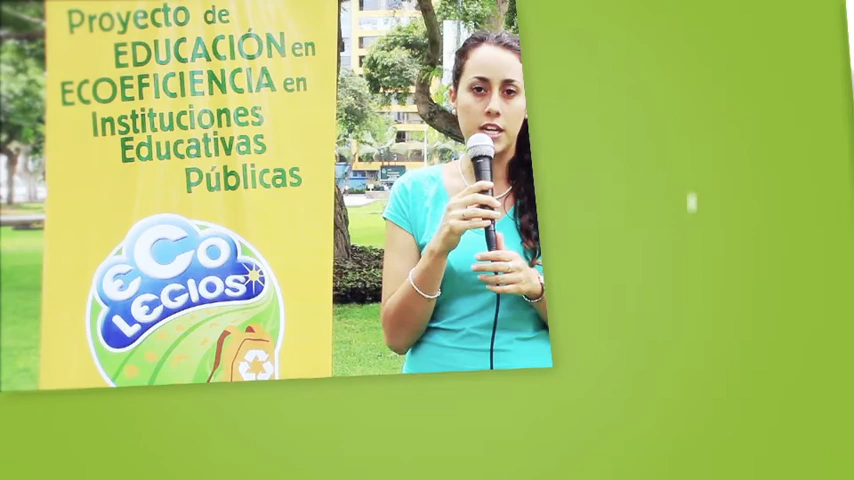 Proyecto de
EDUCACIÓN en
ECOEFICIENCIA en
Instituciones
Educativas
Públicas
eCO
LEGIOS